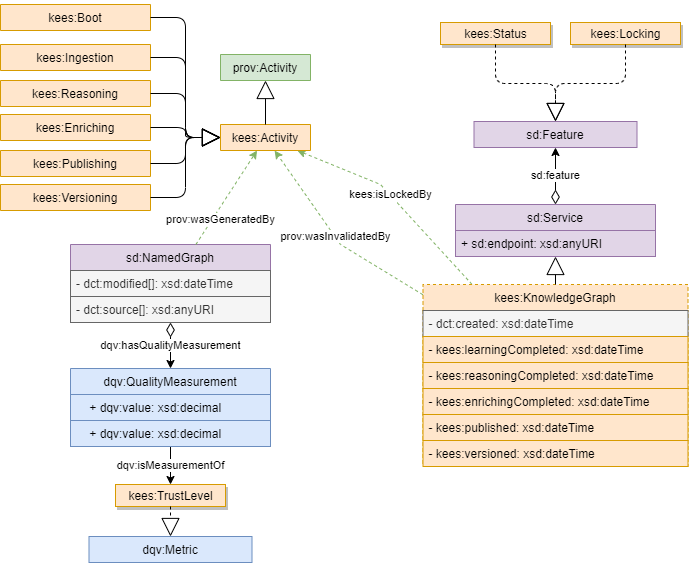 kees:Boot
kees:Ingestion
kees:Reasoning
kees:Enriching
kees:Publishing
kees:Versioning
prov:Activity
kees:Activity
kees:Status
kees:Locking
sd:Feature
sd:feature
sd:Service
+ sd:endpoint: xsd:anyURI
kees:isLockedBy
prov:wasGeneratedBy
prov:wasInvalidatedBy
sd:NamedGraph
- dct:modified[]: xsd:dateTime
- dct:source[]: xsd:anyURI
dqv:hasQualityMeasurement
dqv:QualityMeasurement
+ dqv:value: xsd:decimal
+ dqv:value: xsd:decimal
dqv:isMeasurementOf
kees:TrustLevel
dqv:Metric
kees:KnowledgeGraph
- dct:created: xsd:dateTime
- kees:learningCompleted: xsd:dateTime
- kees:reasoningCompleted: xsd:dateTime
- kees:enrichingCompleted: xsd:dateTime
- kees:published: xsd:dateTime
- kees:versioned: xsd:dateTime